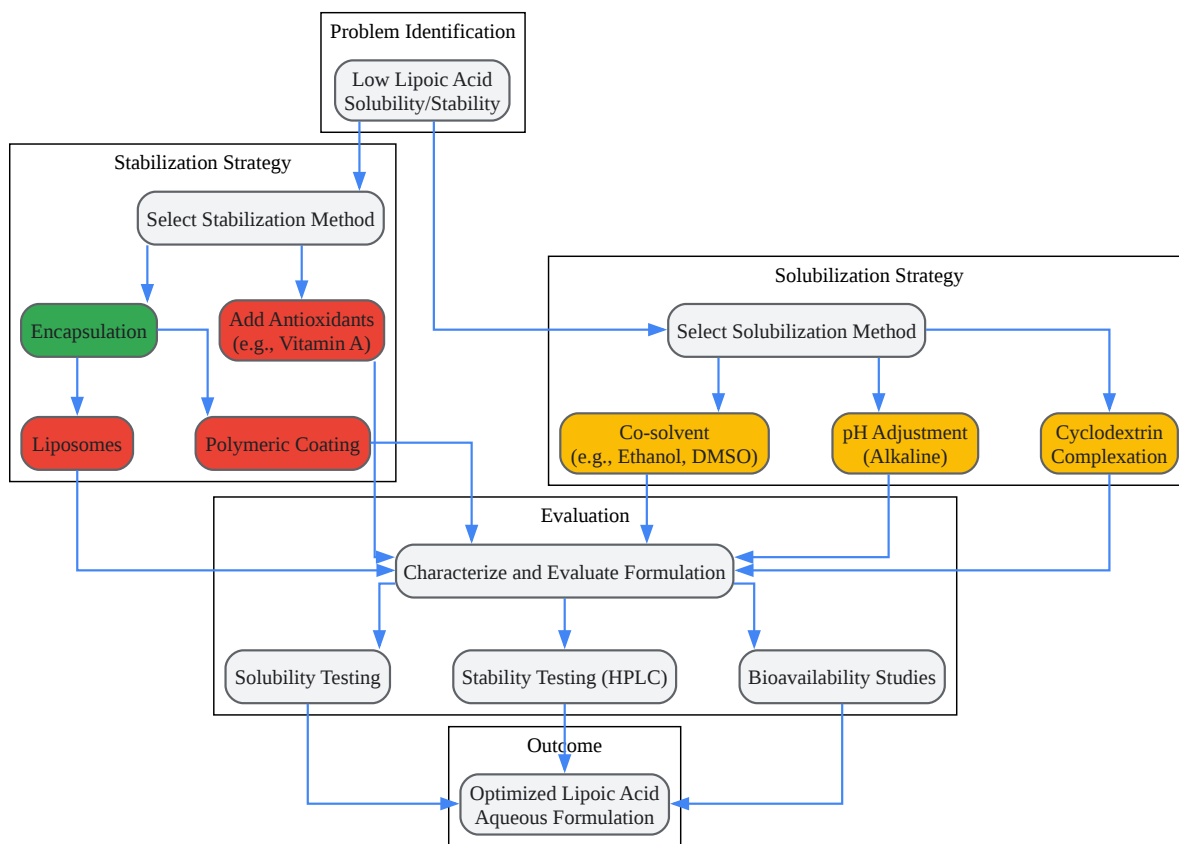 Problem Identification
Low Lipoic Acid
Solubility/Stability
Stabilization Strategy
Select Stabilization Method
Encapsulation
Add Antioxidants
(e.g., Vitamin A)
Liposomes
Polymeric Coating
Solubilization Strategy
Select Solubilization Method
Co-solvent
(e.g., Ethanol, DMSO)
pH Adjustment
(Alkaline)
Cyclodextrin
Complexation
Evaluation
Characterize and Evaluate Formulation
Solubility Testing
Stability Testing (HPLC)
Bioavailability Studies
Outcome
Optimized Lipoic Acid
Aqueous Formulation